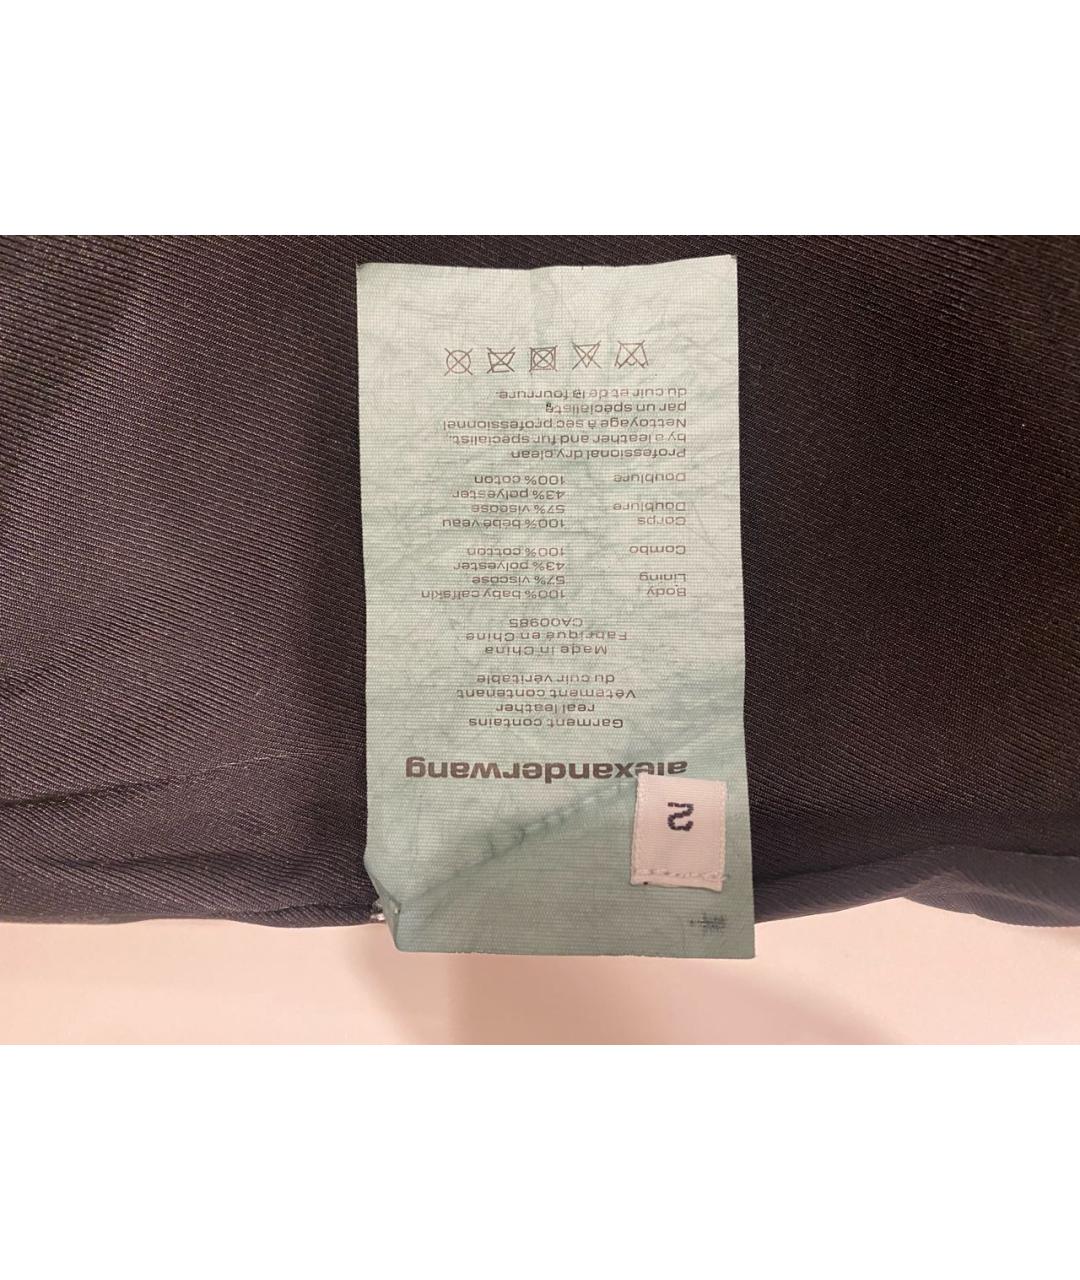 2
alexanderwang
Garment contains
real leather
Vêtement contenant
du cuir véritable
Made in China
Fabriqué en Chine
CA00985
Body 100% baby calfskin
Lining 57% viscose
43% polyester
Combo 100% cotton
Corps 100% bébé veau
Doublure 57% viscose
43% polyester
Doublure 100% coton
Professional dry clean
by a leather and fur specialist.
Nettoyage à sec professionnel
par un spécialiste
du cuir et de la fourrure.